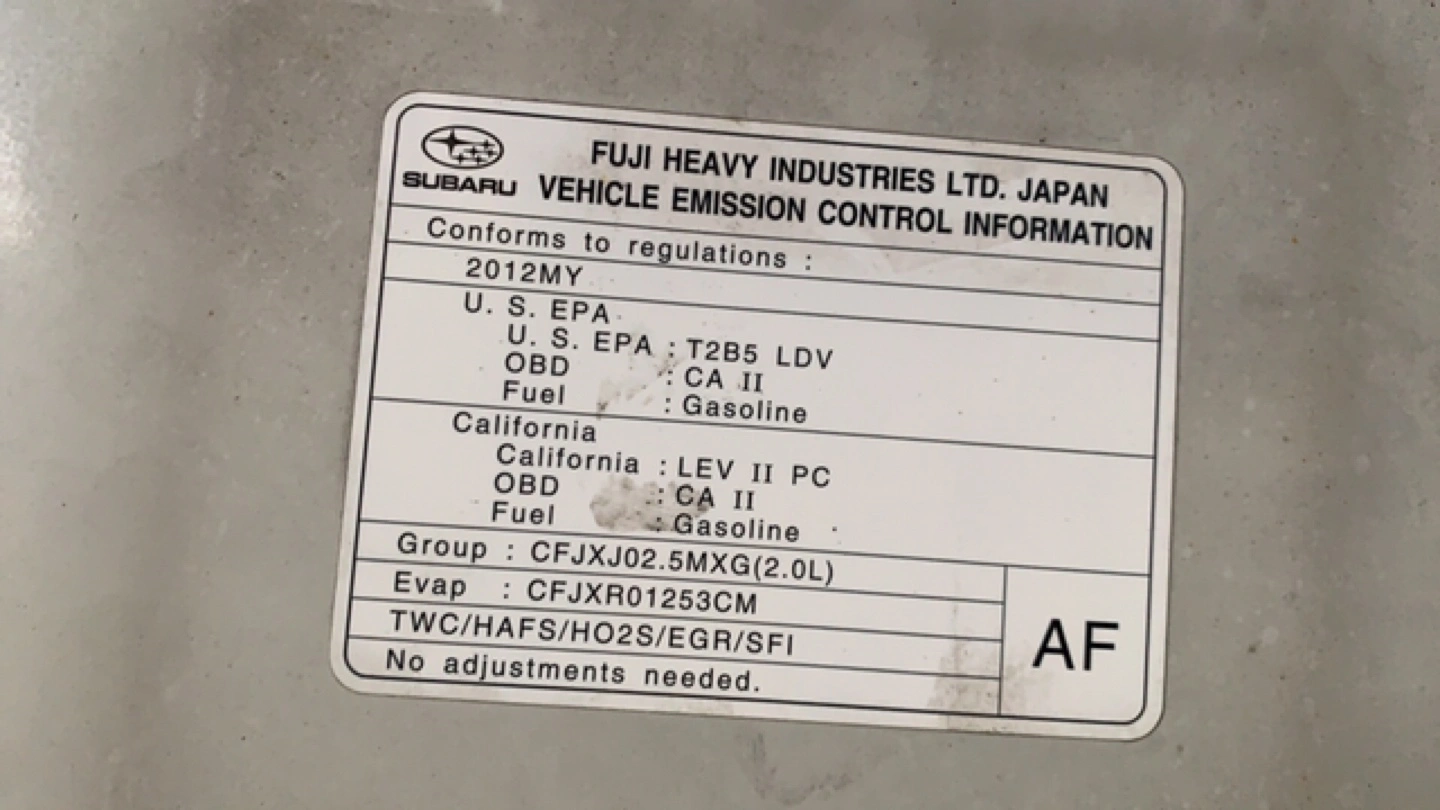 SUBARU
FUJI HEAVY INDUSTRIES LTD. JAPAN
VEHICLE EMISSION CONTROL INFORMATION
Conforms to regulations :
2012MY
U. S. EPA
U. S. EPA : T2B5 LDV
OBD : CA II
Fuel : Gasoline
California
California : LEV II PC
OBD : CA II
Fuel : Gasoline
Group : CFJXJ02.5MXG(2.0L)
Evap : CFJXR01253CM
TWC/HAFS/HO2S/EGR/SFI
No adjustments needed.
AF